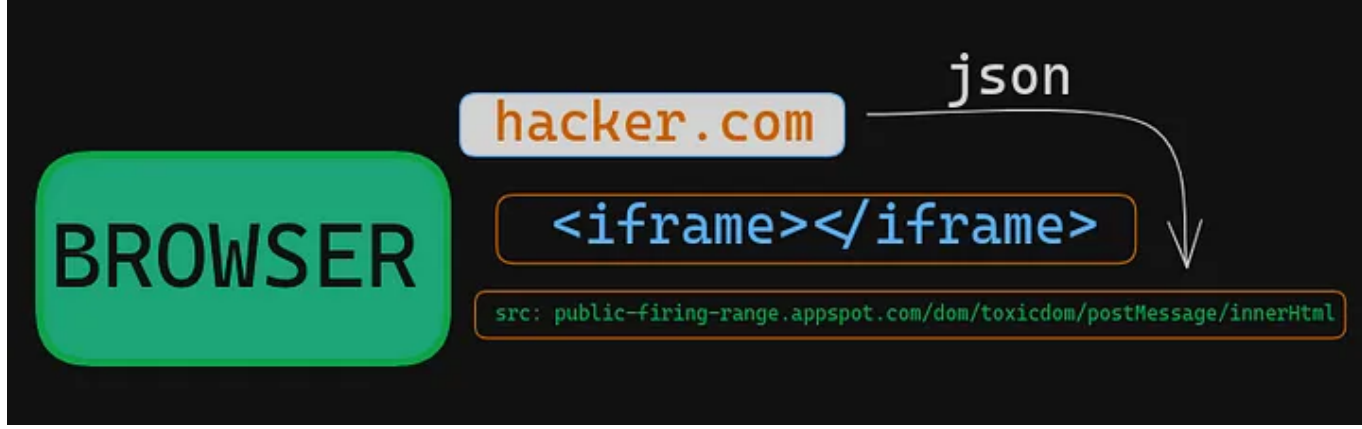 json
hacker.com
BROWSER
<iframe></iframe>
src: public-firing-range.appspot.com/dom/toxicdom/postMessage/innerHtml